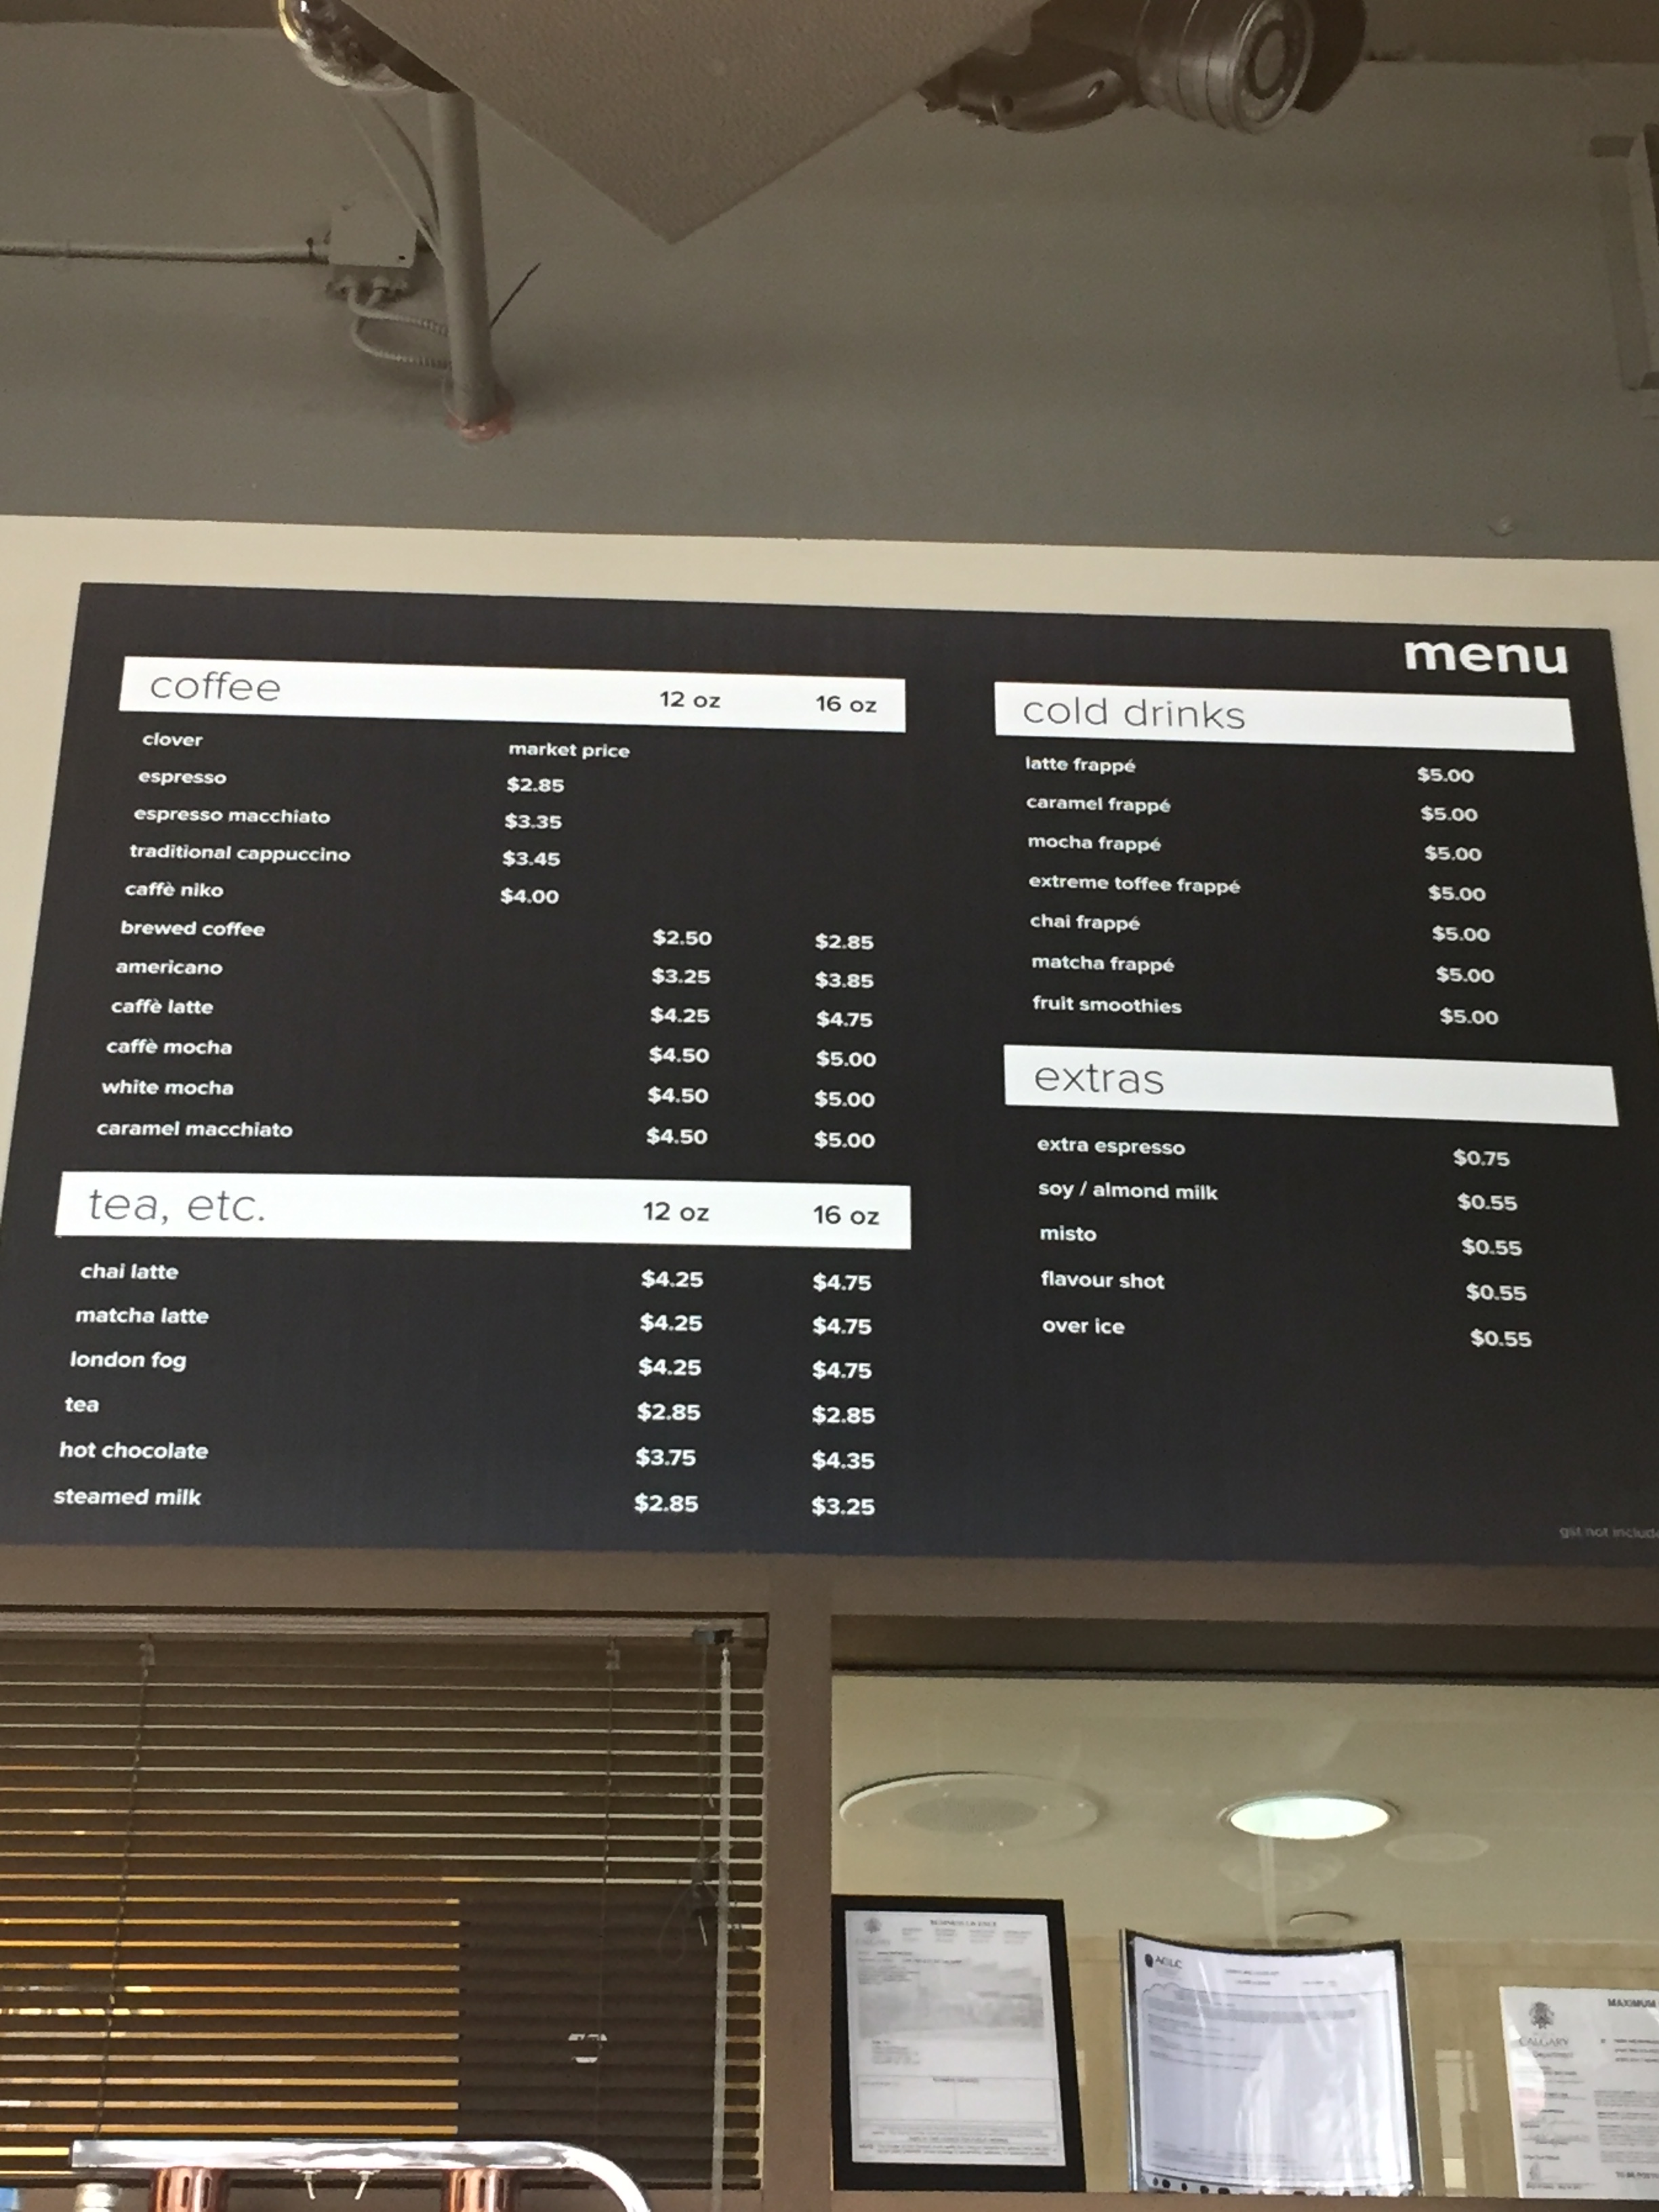 menu
coffee 12 oz 16 oz
clover market price
espresso $2.85
espresso macchiato $3.35
traditional cappuccino $3.45
caffè niko $4.00
brewed coffee $2.50 $2.85
americano $3.25 $3.85
caffè latte $4.25 $4.75
caffè mocha $4.50 $5.00
white mocha $4.50 $5.00
caramel macchiato $4.50 $5.00
tea, etc. 12 oz 16 oz
chai latte $4.25 $4.75
matcha latte $4.25 $4.75
london fog $4.25 $4.75
tea $2.85 $2.85
hot chocolate $3.75 $4.35
steamed milk $2.85 $3.25
cold drinks
latte frappé $5.00
caramel frappé $5.00
mocha frappé $5.00
extreme toffee frappé $5.00
chai frappé $5.00
matcha frappé $5.00
fruit smoothies $5.00
extras
extra espresso $0.75
soy / almond milk $0.55
misto $0.55
flavour shot $0.55
over ice $0.55
gst not include
BUSINESS LICENCE
AGLC
CALGARY
MAXIMUM